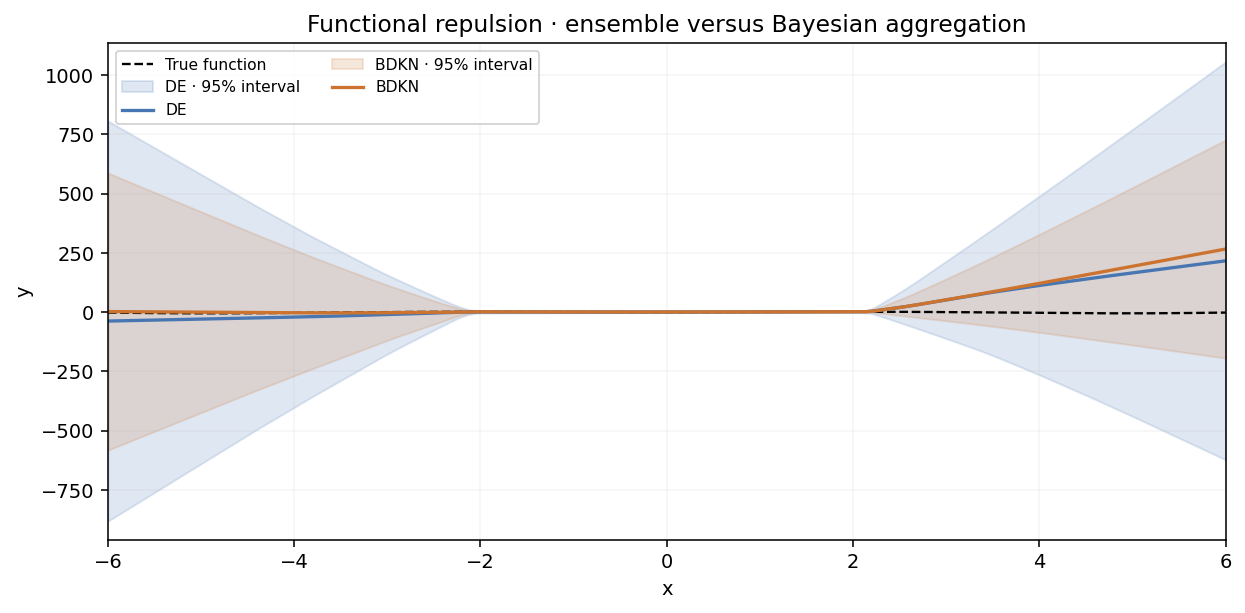 Functional repulsion · ensemble versus Bayesian aggregation
True function
DE · 95% interval
DE
BDKN · 95% interval
BDKN
1000
750
500
250
0
−250
−500
−750
y
−6
−4
−2
0
2
4
6
x